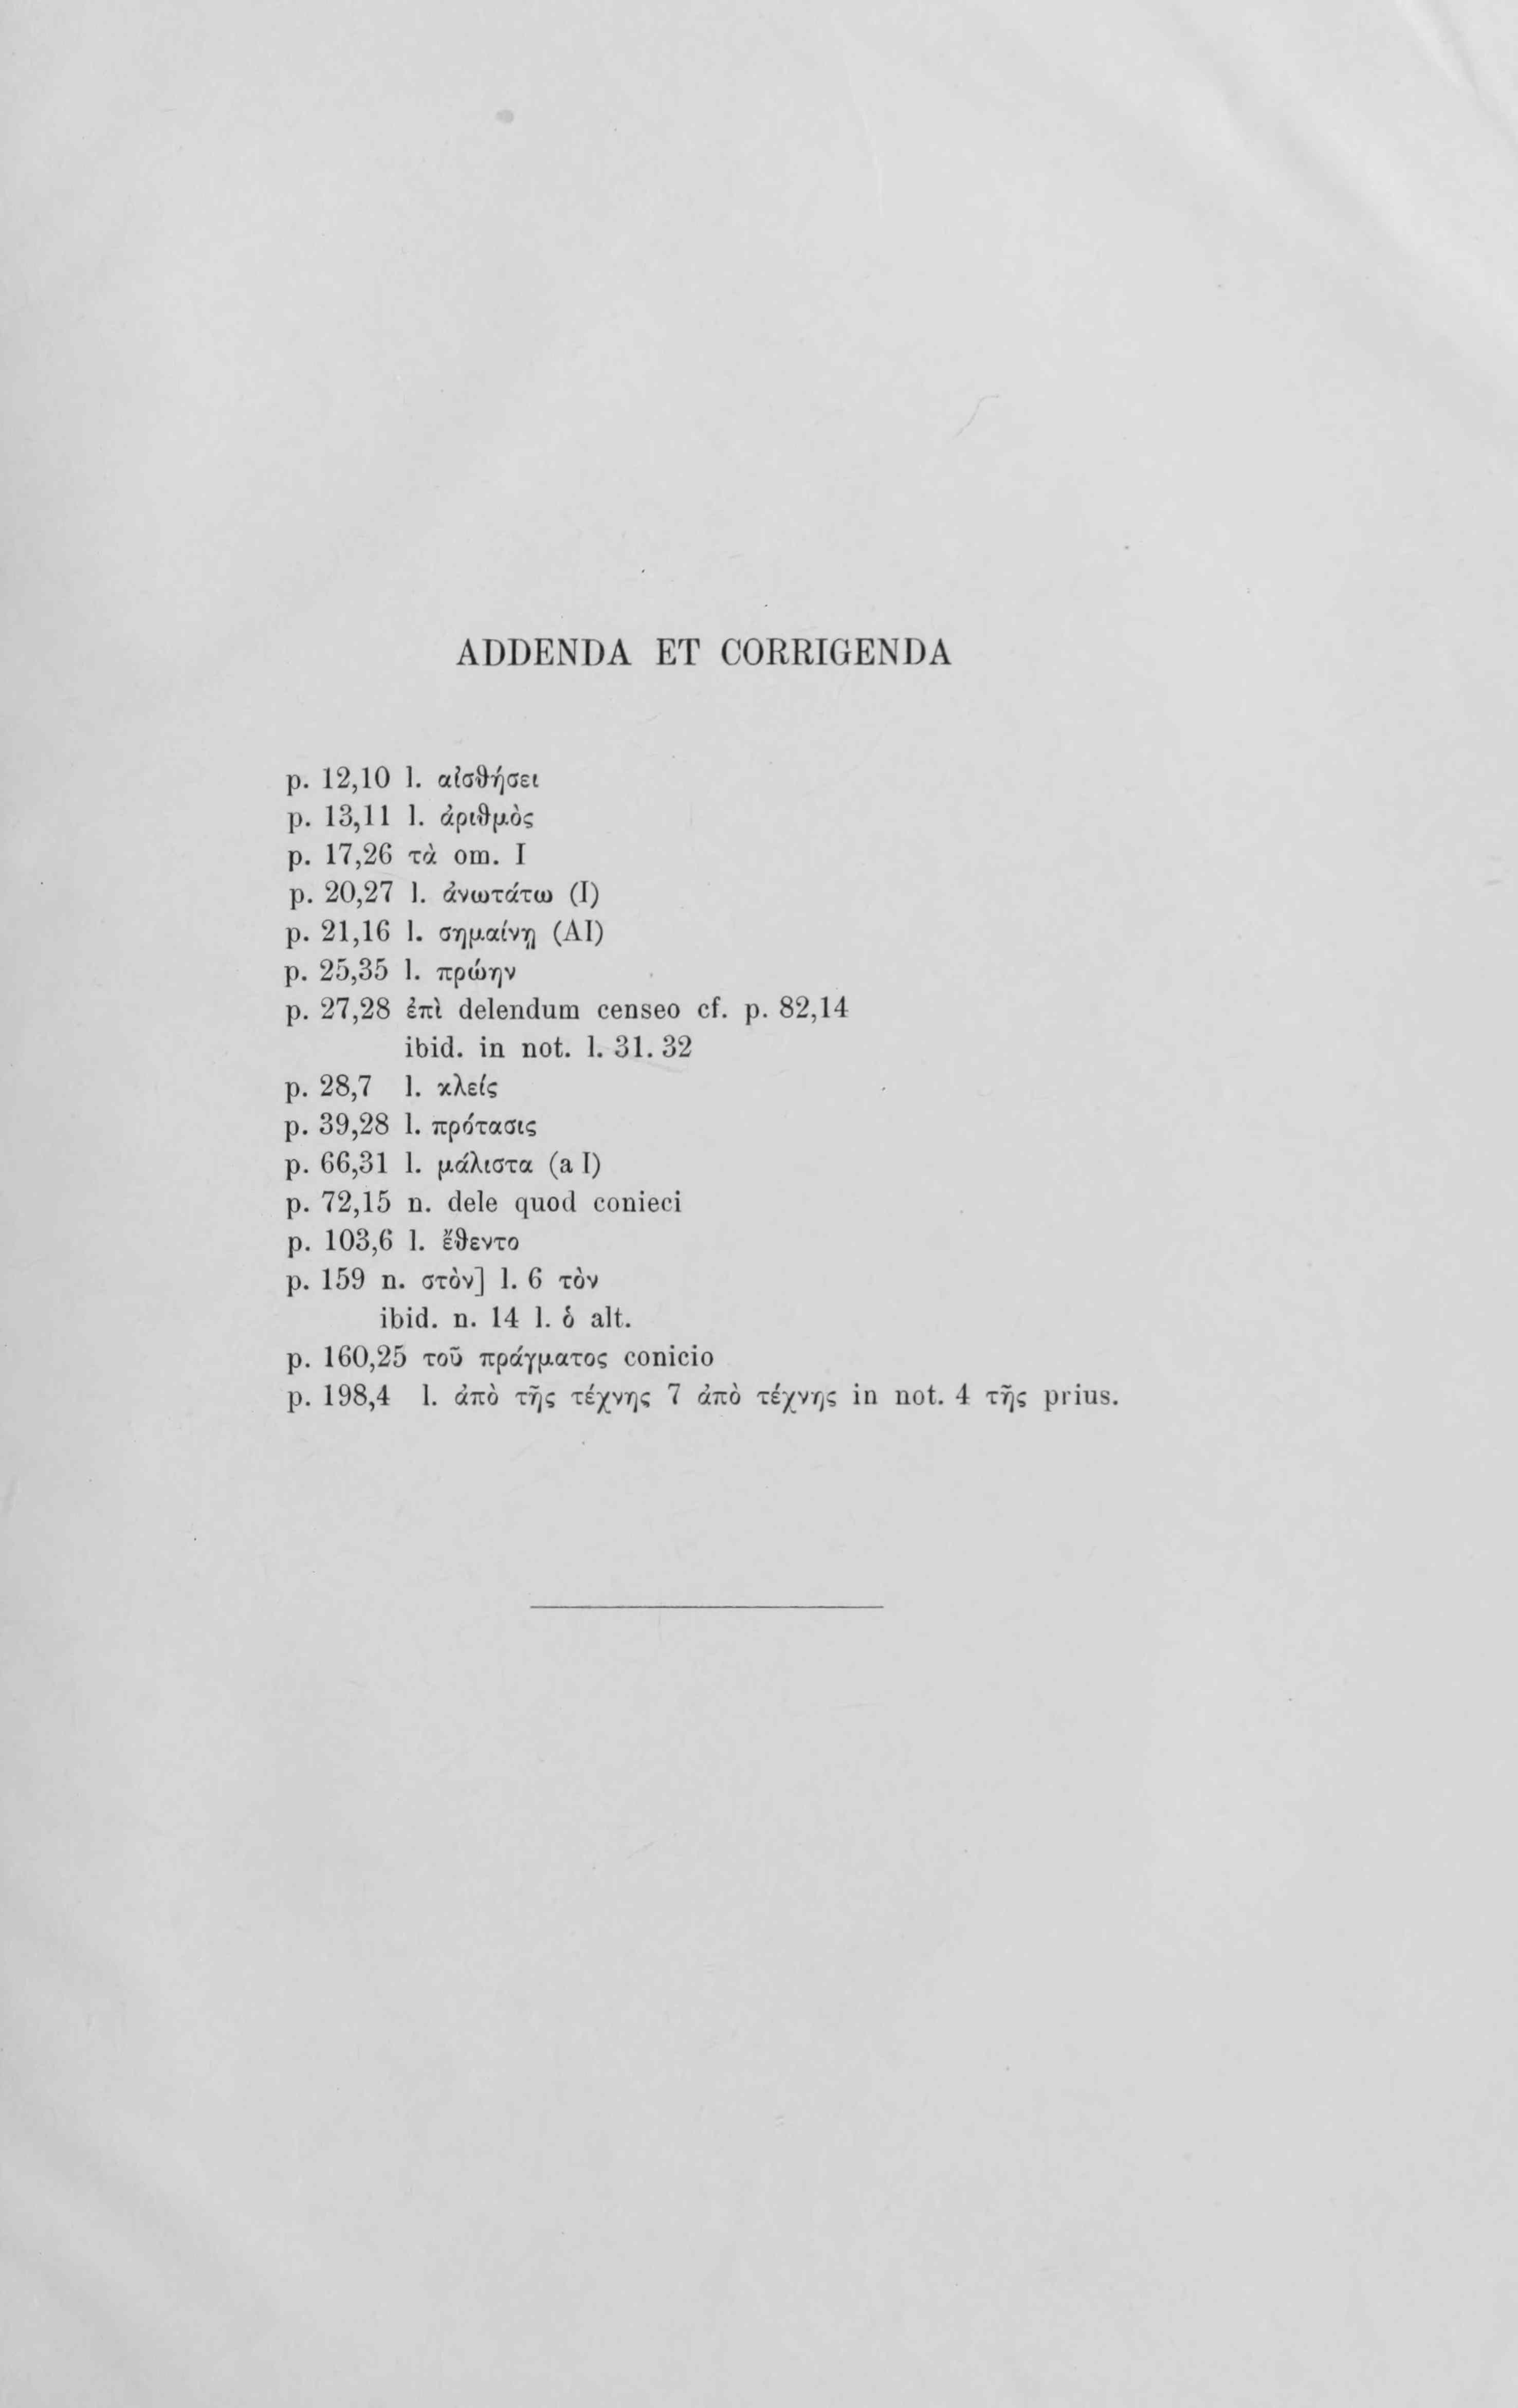 ADDENDA ET CORRIGENDA
p. 12,10 l. αἰσθήσει
p. 13,11 l. ἀριθμὸς
p. 17,26 τὰ om. I
p. 20,27 l. ἀνωτάτω (I)
p. 21,16 l. σημαίνῃ (AI)
p. 25,35 l. πρώην
p. 27,28 ἐπὶ delendum censeo cf. p. 82,14
ibid. in not. l. 31. 32
p. 28,7 l. κλείς
p. 39,28 l. πρότασις
p. 66,31 l. μάλιστα (a I)
p. 72,15 n. dele quod conieci
p. 103,6 l. ἔθεντο
p. 159 n. στὸν] l. 6 τὸν
ibid. n. 14 l. ὁ alt.
p. 160,25 τοῦ πράγματος conicio
p. 198,4 l. ἀπὸ τῆς τέχνης 7 ἀπὸ τέχνης in not. 4 τῆς prius.